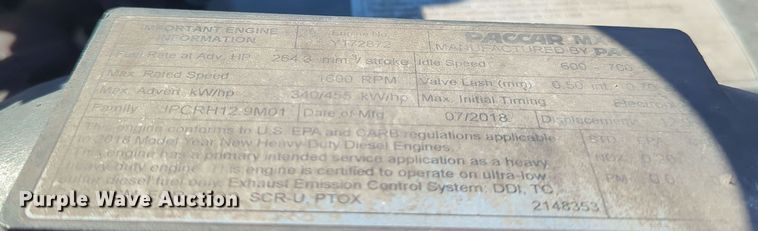 IMPORTANT ENGINE Engine No. PACCAR
INFORMATION Y172872 MANUFACTURED BY
Rate at Adv. HP 264.3 mm³/stroke Idle Speed 600
Max. Rated Speed 1600 RPM Valve Lash (mm) 0.50 int.
Max. Advert. kW/hp 340/455 kW/hp Max. Initial Timing
Family JPCRH12.9M01 Date of Mfg 07/2018 Displacement
This engine conforms to U.S. EPA and CARB regulations applicable STD
2018 Model Year New Heavy-Duty Diesel Engines.
engine has a primary intended service application as a heavy
heavy-duty engine. engine is certified to operate on ultra-low
diesel fuel only. Exhaust Emission Control System: DDI, TC,
SCR-U, PTOX 2148353
Purple Wave Auction